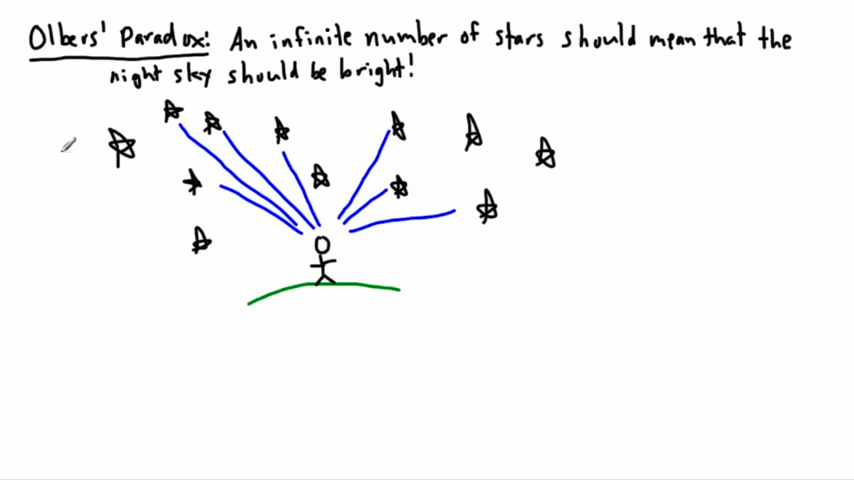 Olbers' Paradox: An infinite number of stars should mean that the
night sky should be bright!